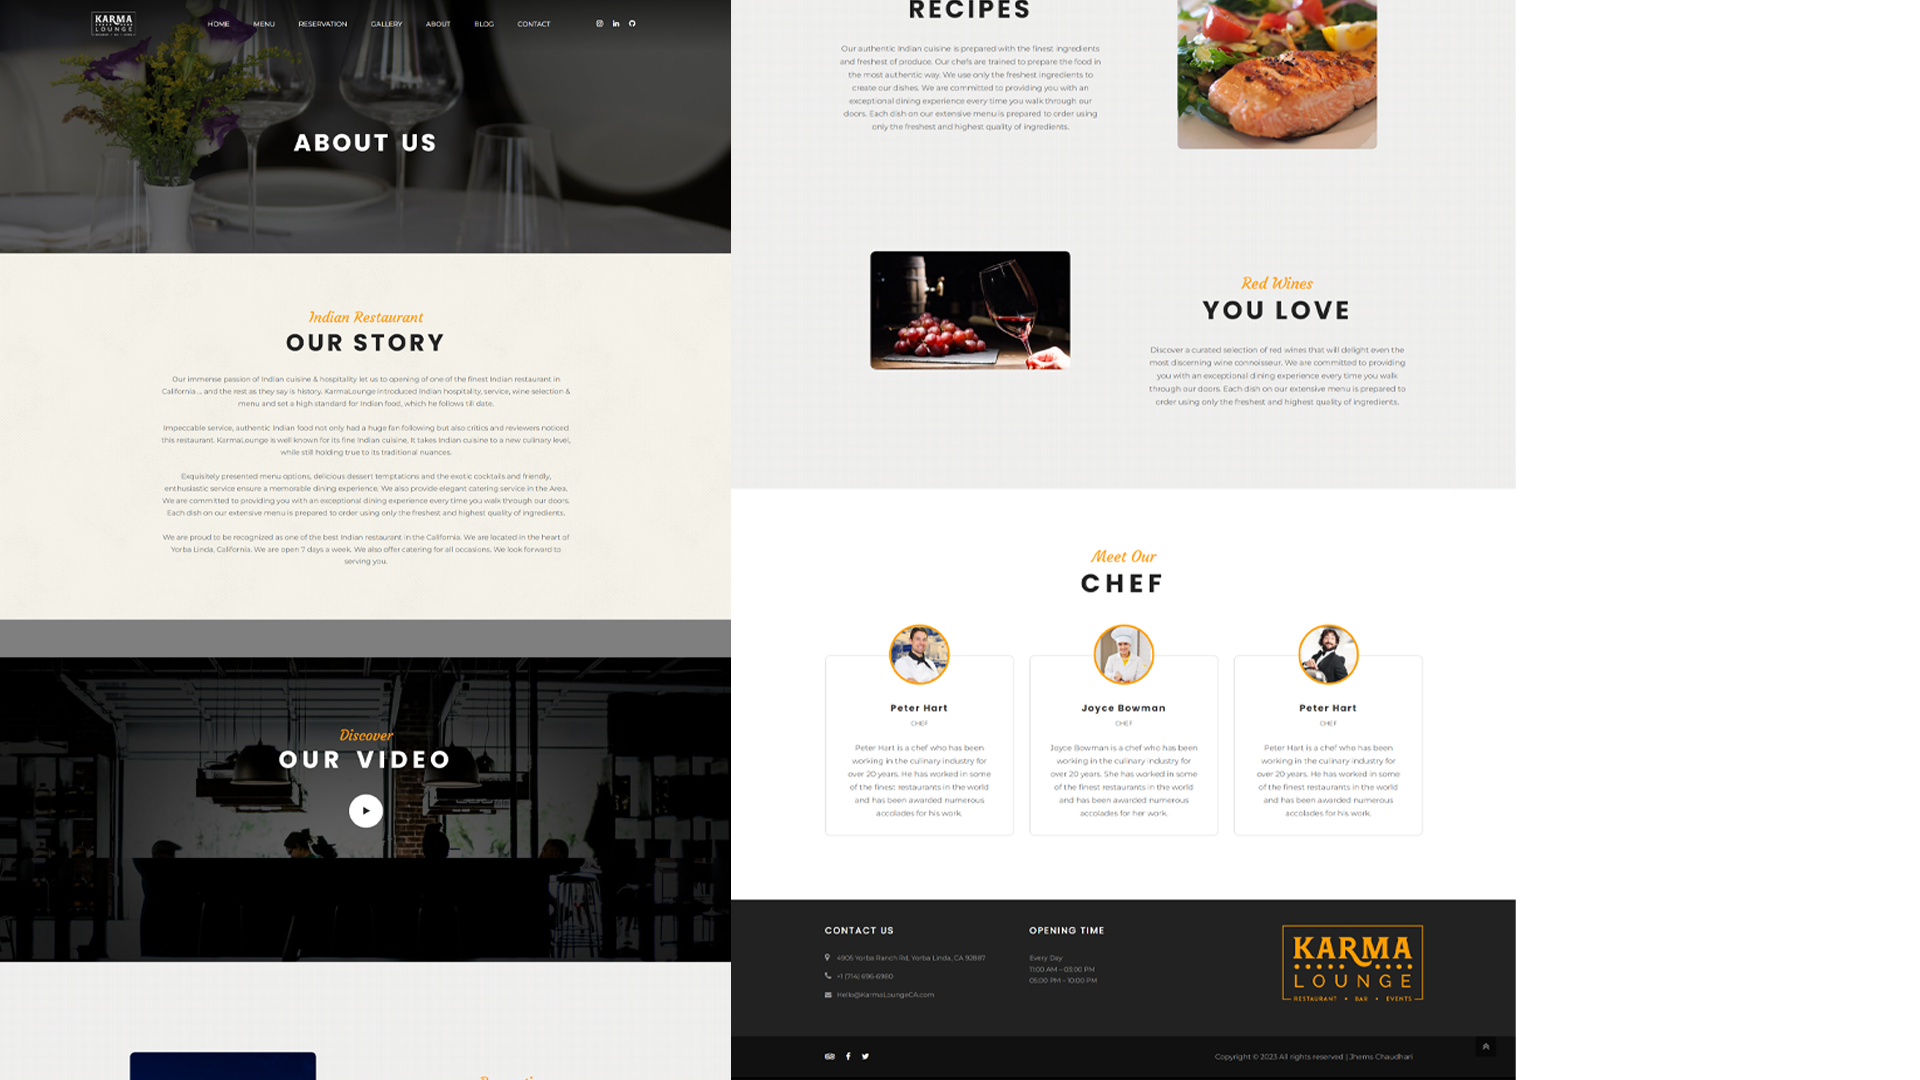 KARMA
LOUNGE
HOME MENU RESERVATION GALLERY ABOUT BLOG CONTACT
ABOUT US
Indian Restaurant
OUR STORY
Our immense passion of Indian cuisine & hospitality let us to opening of one of the finest Indian restaurant in
California ... and the rest as they say is history. KarmaLounge introduced Indian hospitality, service, wine selection &
menu and set a high standard for Indian food, which he follows till date.
Impeccable service, authentic Indian food not only had a huge fan following but also critics and reviewers noticed
this restaurant. KarmaLounge is well known for its fine Indian cuisine, It takes Indian cuisine to a new culinary level,
while still holding true to its traditional nuances.
Exquisitely presented menu options, delicious dessert temptations and the exotic cocktails and friendly,
enthusiastic service ensure a memorable dining experience. We also provide elegant catering service in the Area.
We are committed to providing you with an exceptional dining experience every time you walk through our doors.
Each dish on our extensive menu is prepared to order using only the freshest and highest quality of ingredients.
We are proud to be recognized as one of the best Indian restaurant in the California. We are located in the heart of
Yorba Linda, California. We are open 7 days a week. We also offer catering for all occasions. We look forward to
serving you.
Discover
OUR VIDEO
RECIPES
Our authentic Indian cuisine is prepared with the finest ingredients
and freshest of produce. Our chefs are trained to prepare the food in
the most authentic way. We use only the freshest ingredients to
create our dishes. We are committed to providing you with an
exceptional dining experience every time you walk through our
doors. Each dish on our extensive menu is prepared to order using
only the freshest and highest quality of ingredients.
Red Wines
YOU LOVE
Discover a curated selection of red wines that will delight even the
most discerning wine connoisseur. We are committed to providing
you with an exceptional dining experience every time you walk
through our doors. Each dish on our extensive menu is prepared to
order using only the freshest and highest quality of ingredients.
Meet Our
CHEF
Peter Hart
CHEF
Peter Hart is a chef who has been
working in the culinary industry for
over 20 years. He has worked in some
of the finest restaurants in the world
and has been awarded numerous
accolades for his work.
Joyce Bowman
CHEF
Joyce Bowman is a chef who has been
working in the culinary industry for
over 20 years. She has worked in some
of the finest restaurants in the world
and has been awarded numerous
accolades for her work.
Peter Hart
CHEF
Peter Hart is a chef who has been
working in the culinary industry for
over 20 years. He has worked in some
of the finest restaurants in the world
and has been awarded numerous
accolades for his work.
CONTACT US
4905 Yorba Ranch Rd, Yorba Linda, CA 92887
+1 (714)-696-6960
Hello@KarmaLoungeCA.com
OPENING TIME
Every Day
11:00 AM – 03:00 PM
05:00 PM – 10:00 PM
KARMA
LOUNGE
RESTAURANT • BAR • EVENTS
Copyright © 2023 All rights reserved | Jhems Chaudhari